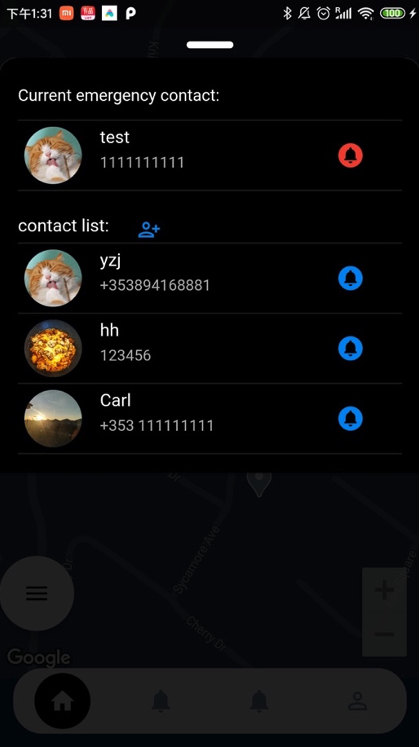 下午1:31
100
Current emergency contact:
test
1111111111
contact list:
yzj
+353894168881
hh
123456
Carl
+353 111111111
Sycamore Ave
Cherry Dr
Google